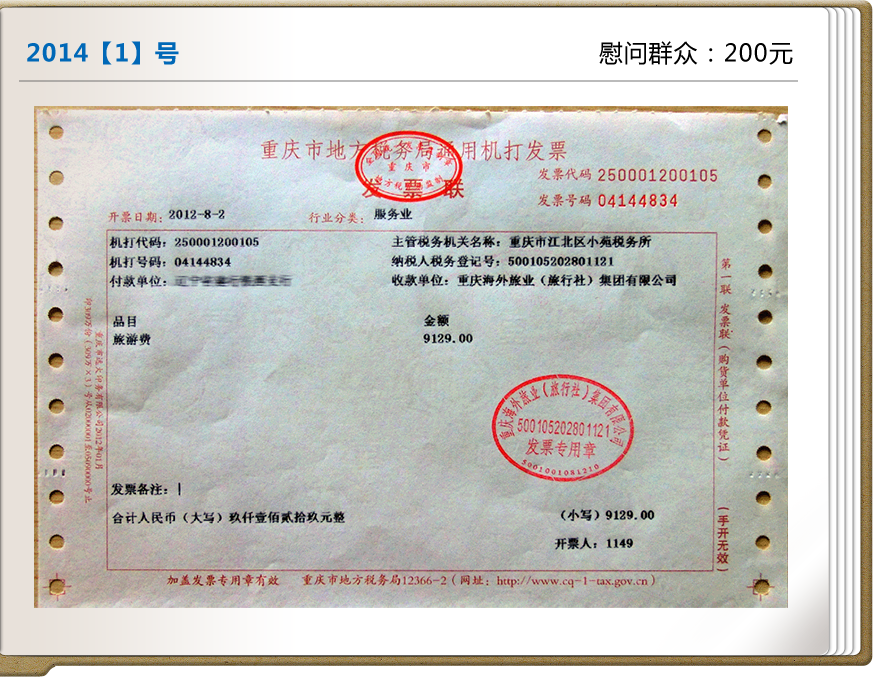 2014【1】号
慰问群众：200元
重庆市地方税务局通用机打发票
发票联
重庆市
发票代码 250001200105
发票号码 04144834
开票日期：2012-8-2
行业分类：服务业
机打代码：250001200105
主管税务机关名称：重庆市江北区小苑税务所
机打号码：04144834
纳税人税务登记号：500105202801121
付款单位：
收款单位：重庆海外旅业（旅行社）集团有限公司
品目
金额
旅游费
9129.00
重庆海外旅业（旅行社）集团有限公司
500105202801121
发票专用章
5001001081210
发票备注：
合计人民币（大写）玖仟壹佰贰拾玖元整
（小写）9129.00
开票人：1149
加盖发票专用章有效
重庆市地方税务局12366-2（网址：http://www.cq-1-tax.gov.cn）
第一联 发票联（购货单位付款凭证）
（手开无效）